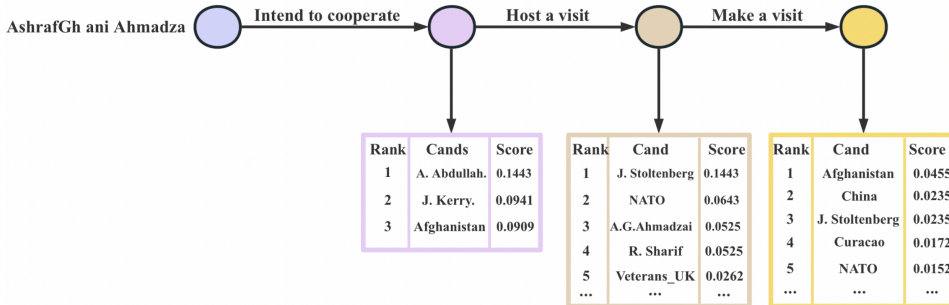 AshrafGh ani Ahmadza Intend to cooperate Host a visit Make a visit
Rank Cands Score
1 A. Abdullah. 0.1443
2 J. Kerry. 0.0941
3 Afghanistan 0.0909
Rank Cand Score
1 J. Stoltenberg 0.1443
2 NATO 0.0643
3 A.G.Ahmadzai 0.0525
4 R. Sharif 0.0525
5 Veterans_UK 0.0262
... ... ...
Rank Cand Score
1 Afghanistan 0.0455
2 China 0.0235
3 J. Stoltenberg 0.0235
4 Curacao 0.0172
5 NATO 0.0152
... ... ...